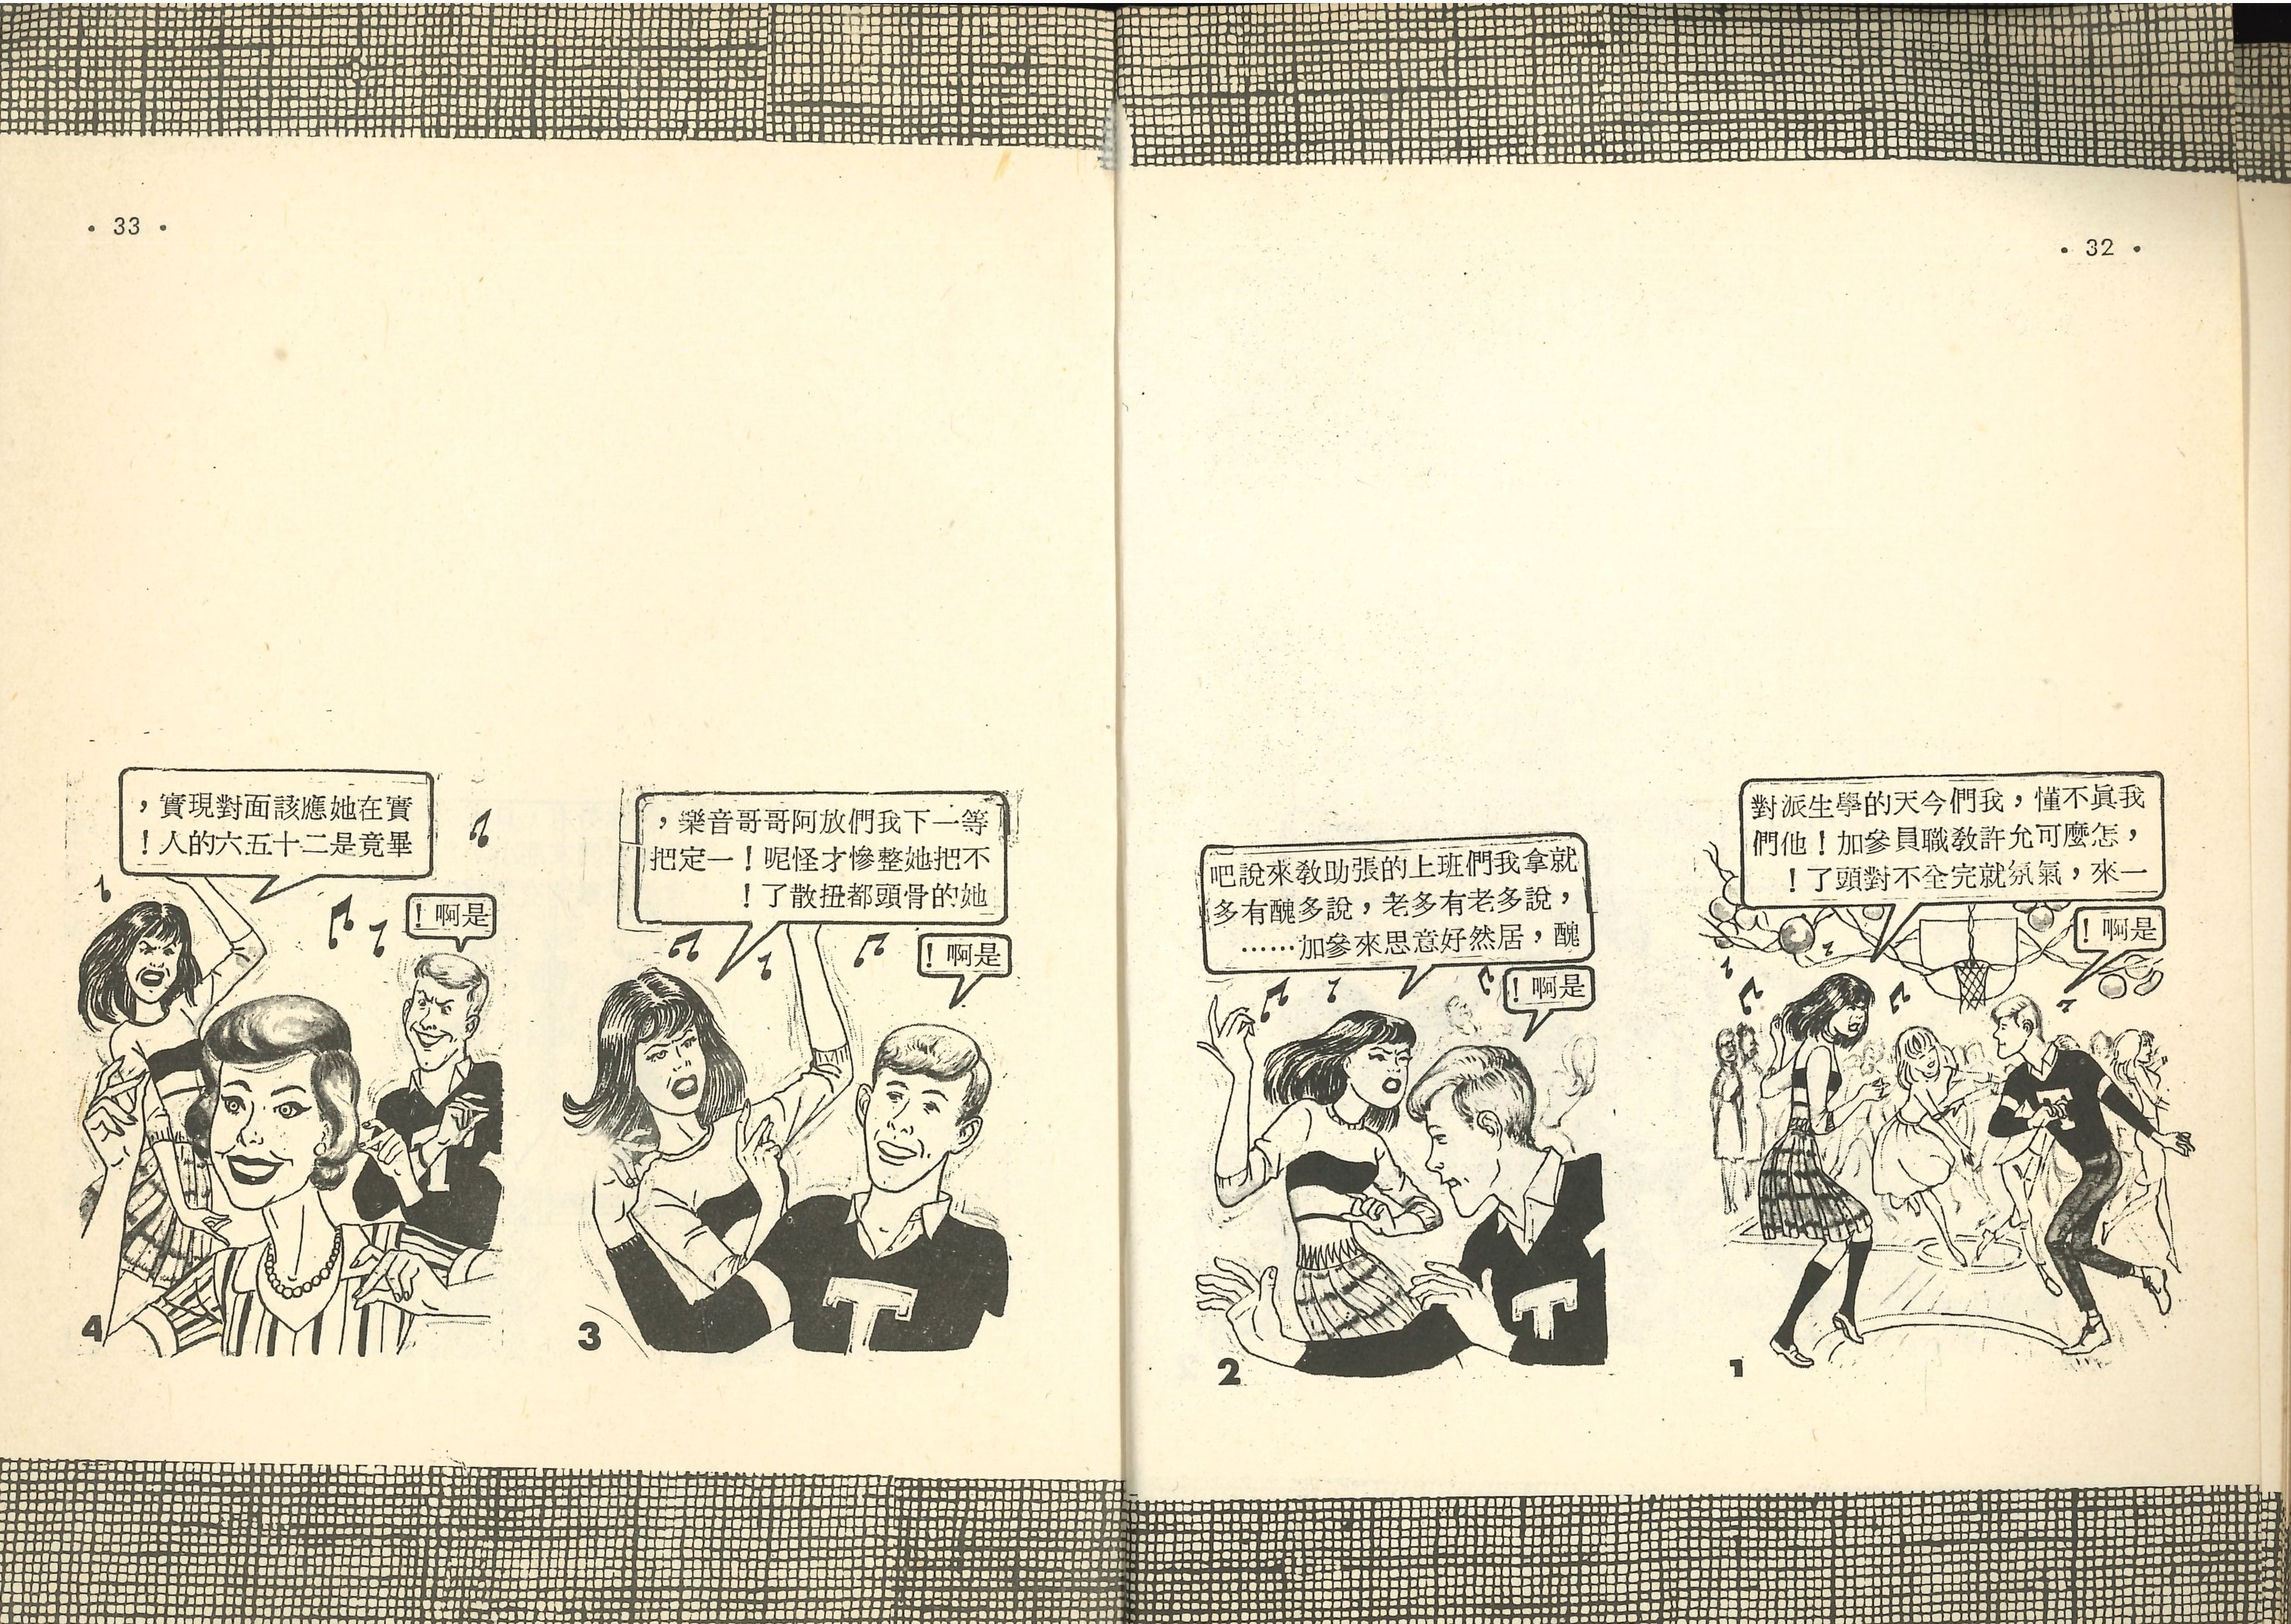 • 32 •
我眞不懂，我們今天的學生派對
，怎麼可允許教職員參加！他們
一來，氣氛就完全不對頭了！
是啊！
1
就拿我們班上的張助教來說吧
，說多老有多老，說多醜有多
醜，居然好意思來參加……
是啊！
T
2
• 33 •
等一下我們放阿哥哥音樂，
不把她整慘才怪呢！一定把
她的骨頭都扭散了！
是啊！
T
3
實在她應該面對現實，
畢竟是二十五六的人！
是啊！
4